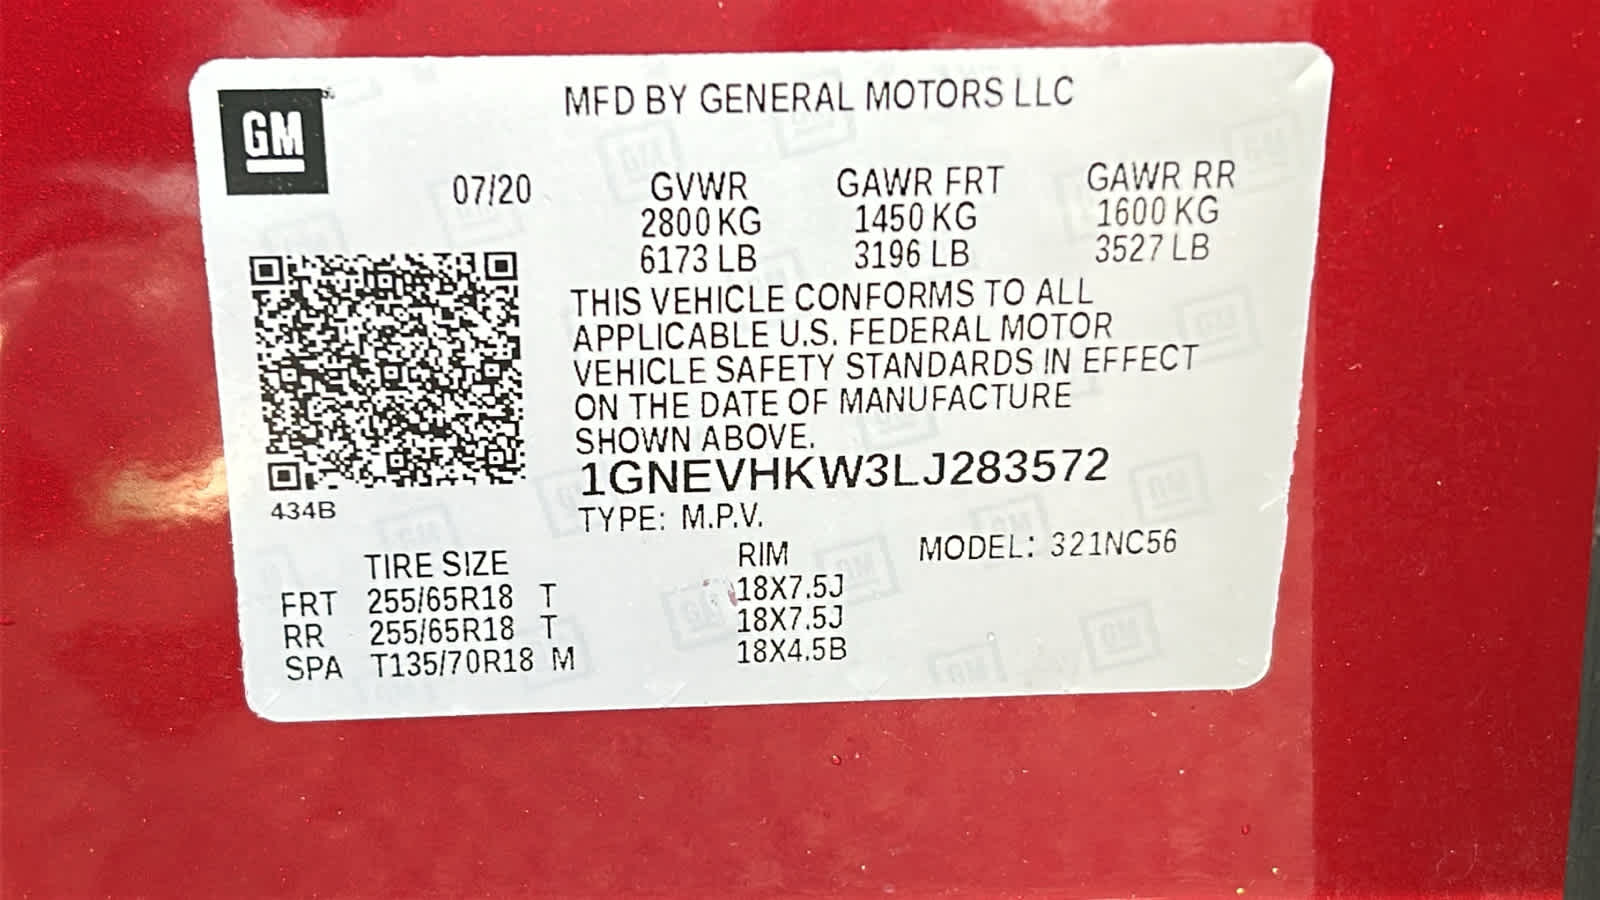 GM
MFD BY GENERAL MOTORS LLC
07/20 GVWR GAWR FRT GAWR RR
2800 KG 1450 KG 1600 KG
6173 LB 3196 LB 3527 LB
THIS VEHICLE CONFORMS TO ALL
APPLICABLE U.S. FEDERAL MOTOR
VEHICLE SAFETY STANDARDS IN EFFECT
ON THE DATE OF MANUFACTURE
SHOWN ABOVE.
1GNEVHKW3LJ283572
434B
TYPE: M.P.V.
TIRE SIZE RIM MODEL: 321NC56
FRT 255/65R18 T 18X7.5J
RR 255/65R18 T 18X7.5J
SPA T135/70R18 M 18X4.5B